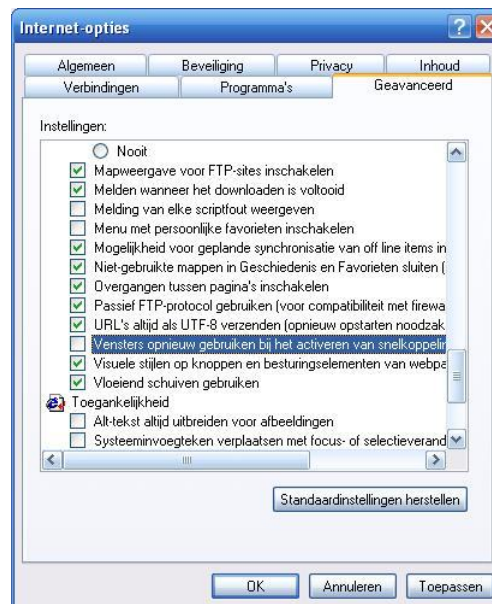 Internet-opties
Algemeen Beveiliging Privacy Inhoud
Verbindingen Programma's Geavanceerd
Instellingen:
Nooit
Mapweergave voor FTP-sites inschakelen
Melden wanneer het downloaden is voltooid
Melding van elke scriptfout weergeven
Menu met persoonlijke favorieten inschakelen
Mogelijkheid voor geplande synchronisatie van off line items in
Niet-gebruikte mappen in Geschiedenis en Favorieten sluiten (
Overgangen tussen pagina's inschakelen
Passief FTP-protocol gebruiken (voor compatibiliteit met firewa
URL's altijd als UTF-8 verzenden (opnieuw opstarten noodzak
Vensters opnieuw gebruiken bij het activeren van snelkoppelin
Visuele stijlen op knoppen en besturingselementen van webpa
Vloeiend schuiven gebruiken
Toegankelijkheid
Alt-tekst altijd uitbreiden voor afbeeldingen
Systeeminvoegteken verplaatsen met focus- of selectieverand
Standaardinstellingen herstellen
OK Annuleren Toepassen